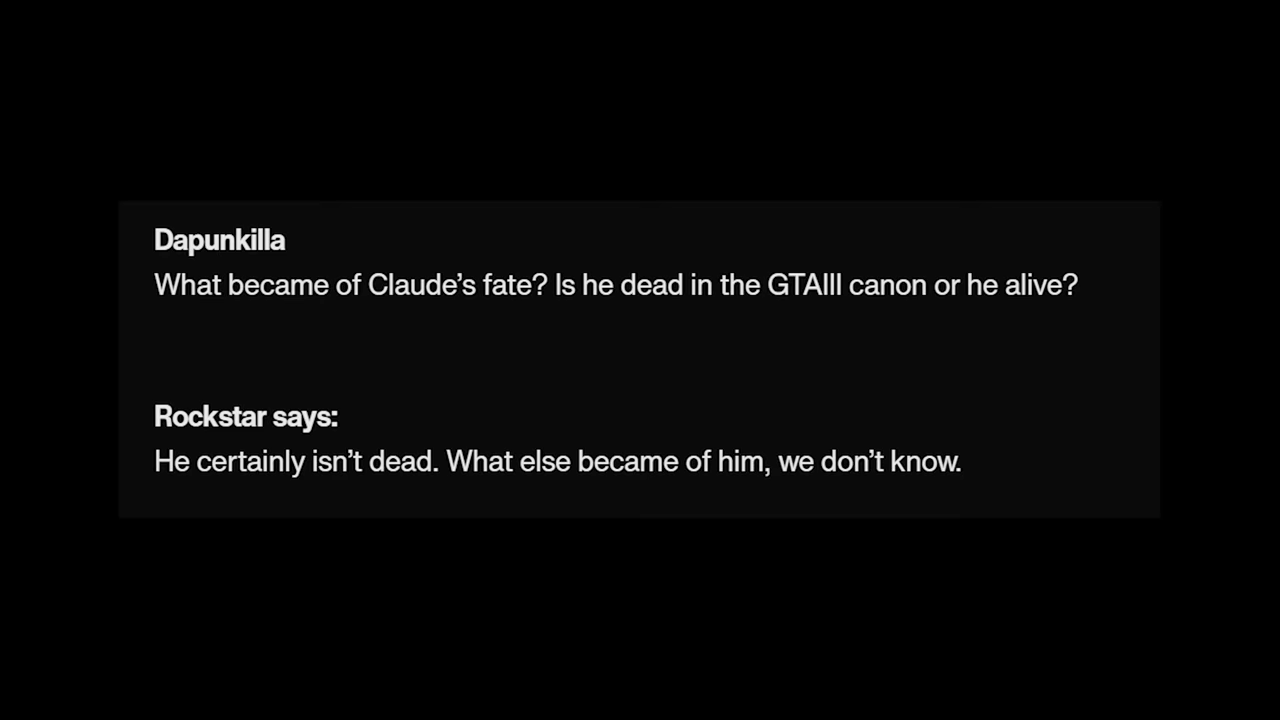 Dapunkilla
What became of Claude’s fate? Is he dead in the GTAIII canon or he alive?
Rockstar says:
He certainly isn’t dead. What else became of him, we don’t know.